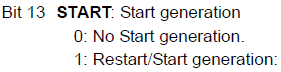 Bit 13 START: Start generation
0: No Start generation.
1: Restart/Start generation: